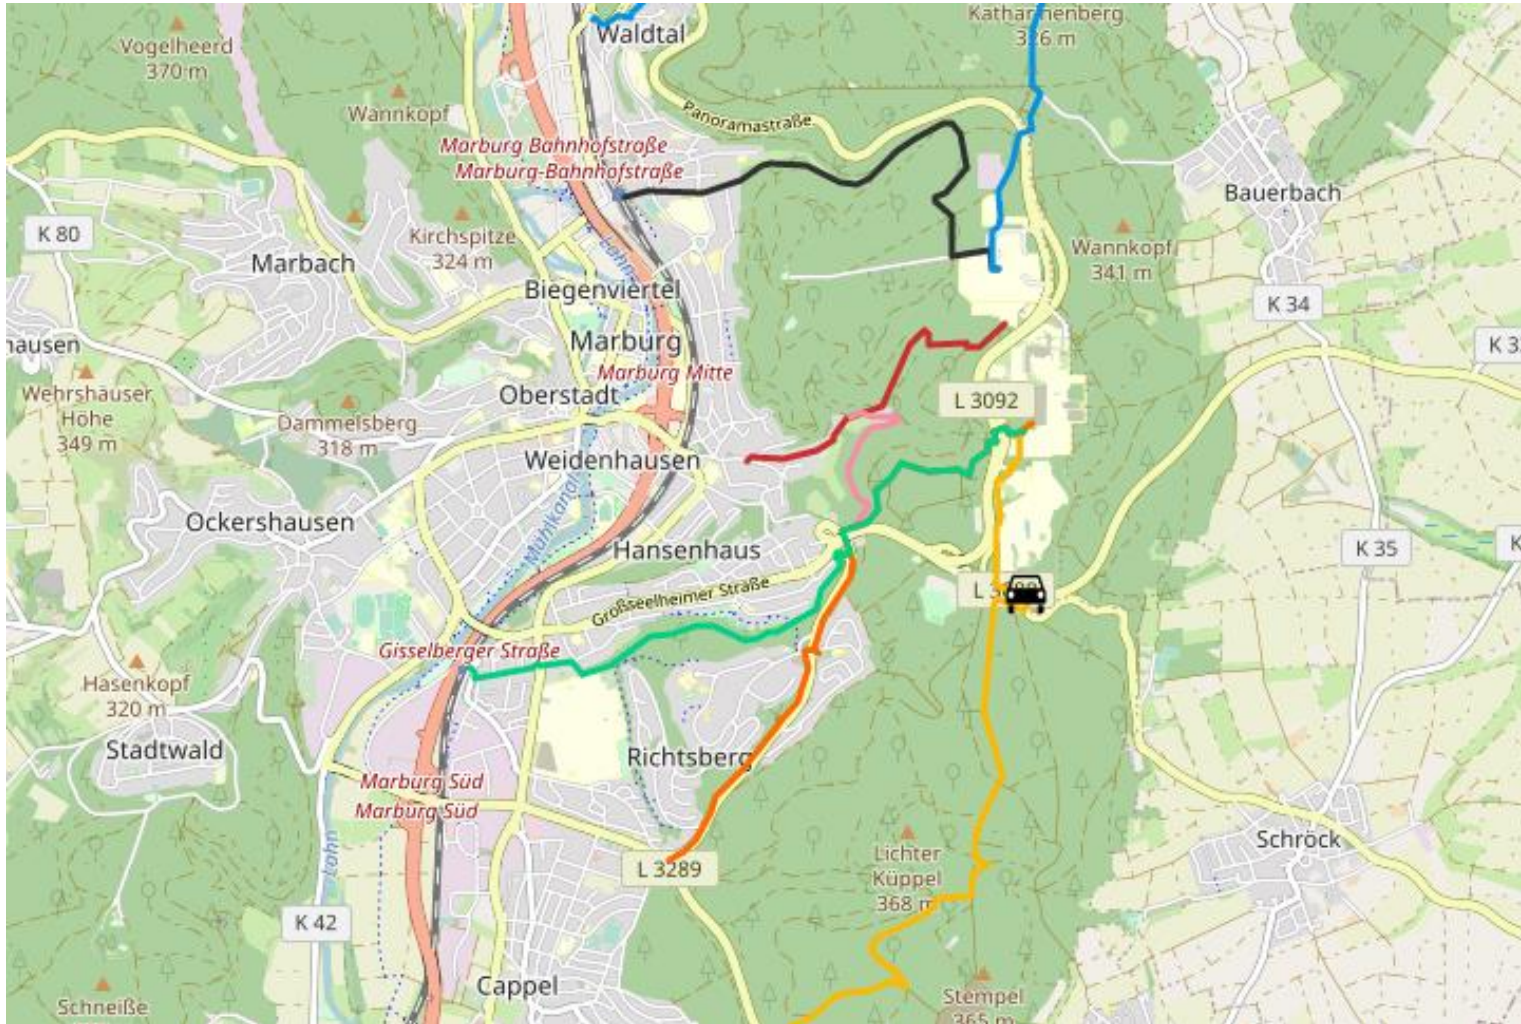 Vogelheerd
370 m
Waldtal
Katharinenberg
326 m
Wannkopf
Panoramastraße
Marburg Bahnhofstraße
Marburg-Bahnhofstraße
Bauerbach
K 80
Kirchspitze
324 m
Lahn
Wannkopf
341 m
Marbach
Biegenviertel
K 34
hausen
Marburg
K 3
Marburg Mitte
Wehrshäuser
Höhe
349 m
Oberstadt
L 3092
Dammelsberg
318 m
Weidenhausen
Ockershausen
Mühlkanal
Hansenhaus
K 35
K
Großseelheimer Straße
Gisselberger Straße
Hasenkopf
320 m
Stadtwald
Richtsberg
Marburg Süd
Marburg Süd
Schröck
Lahn
Lichter
Küppel
368 m
L 3289
K 42
Cappel
Schneiße
Stempel
365 m